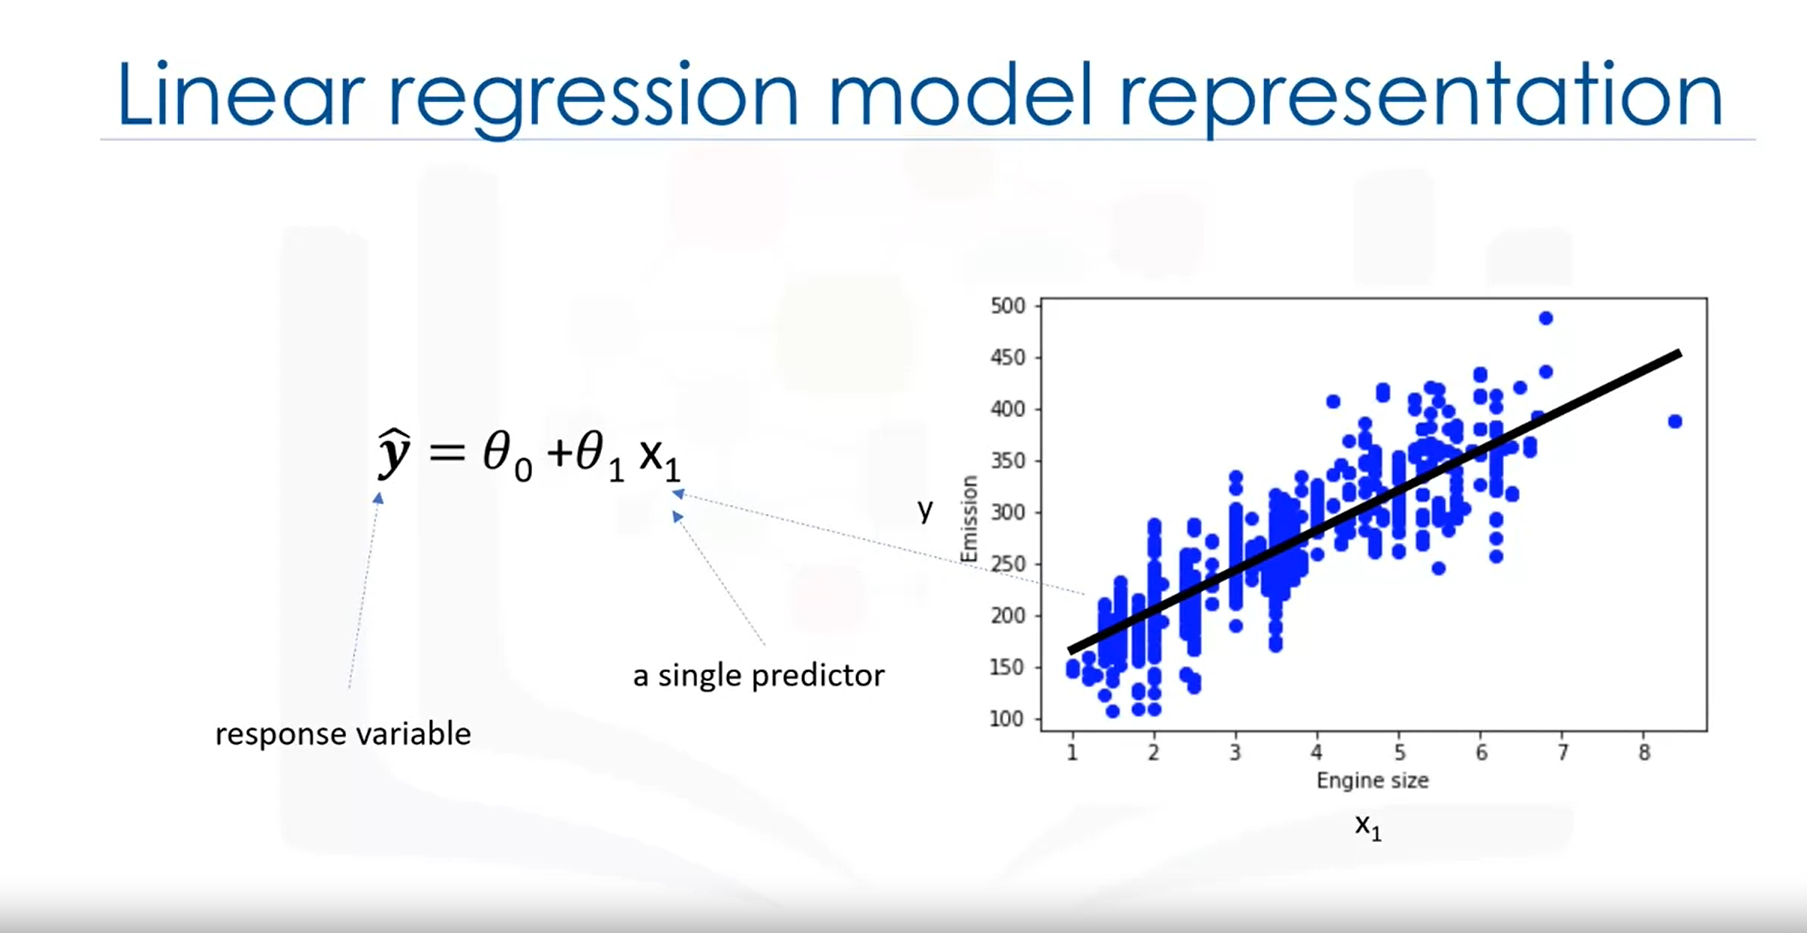 Linear regression model representation
ŷ = θ₀ +θ₁ x₁
response variable
a single predictor
y
Emission
500
450
400
350
300
250
200
150
100
1 2 3 4 5 6 7 8
Engine size
x₁